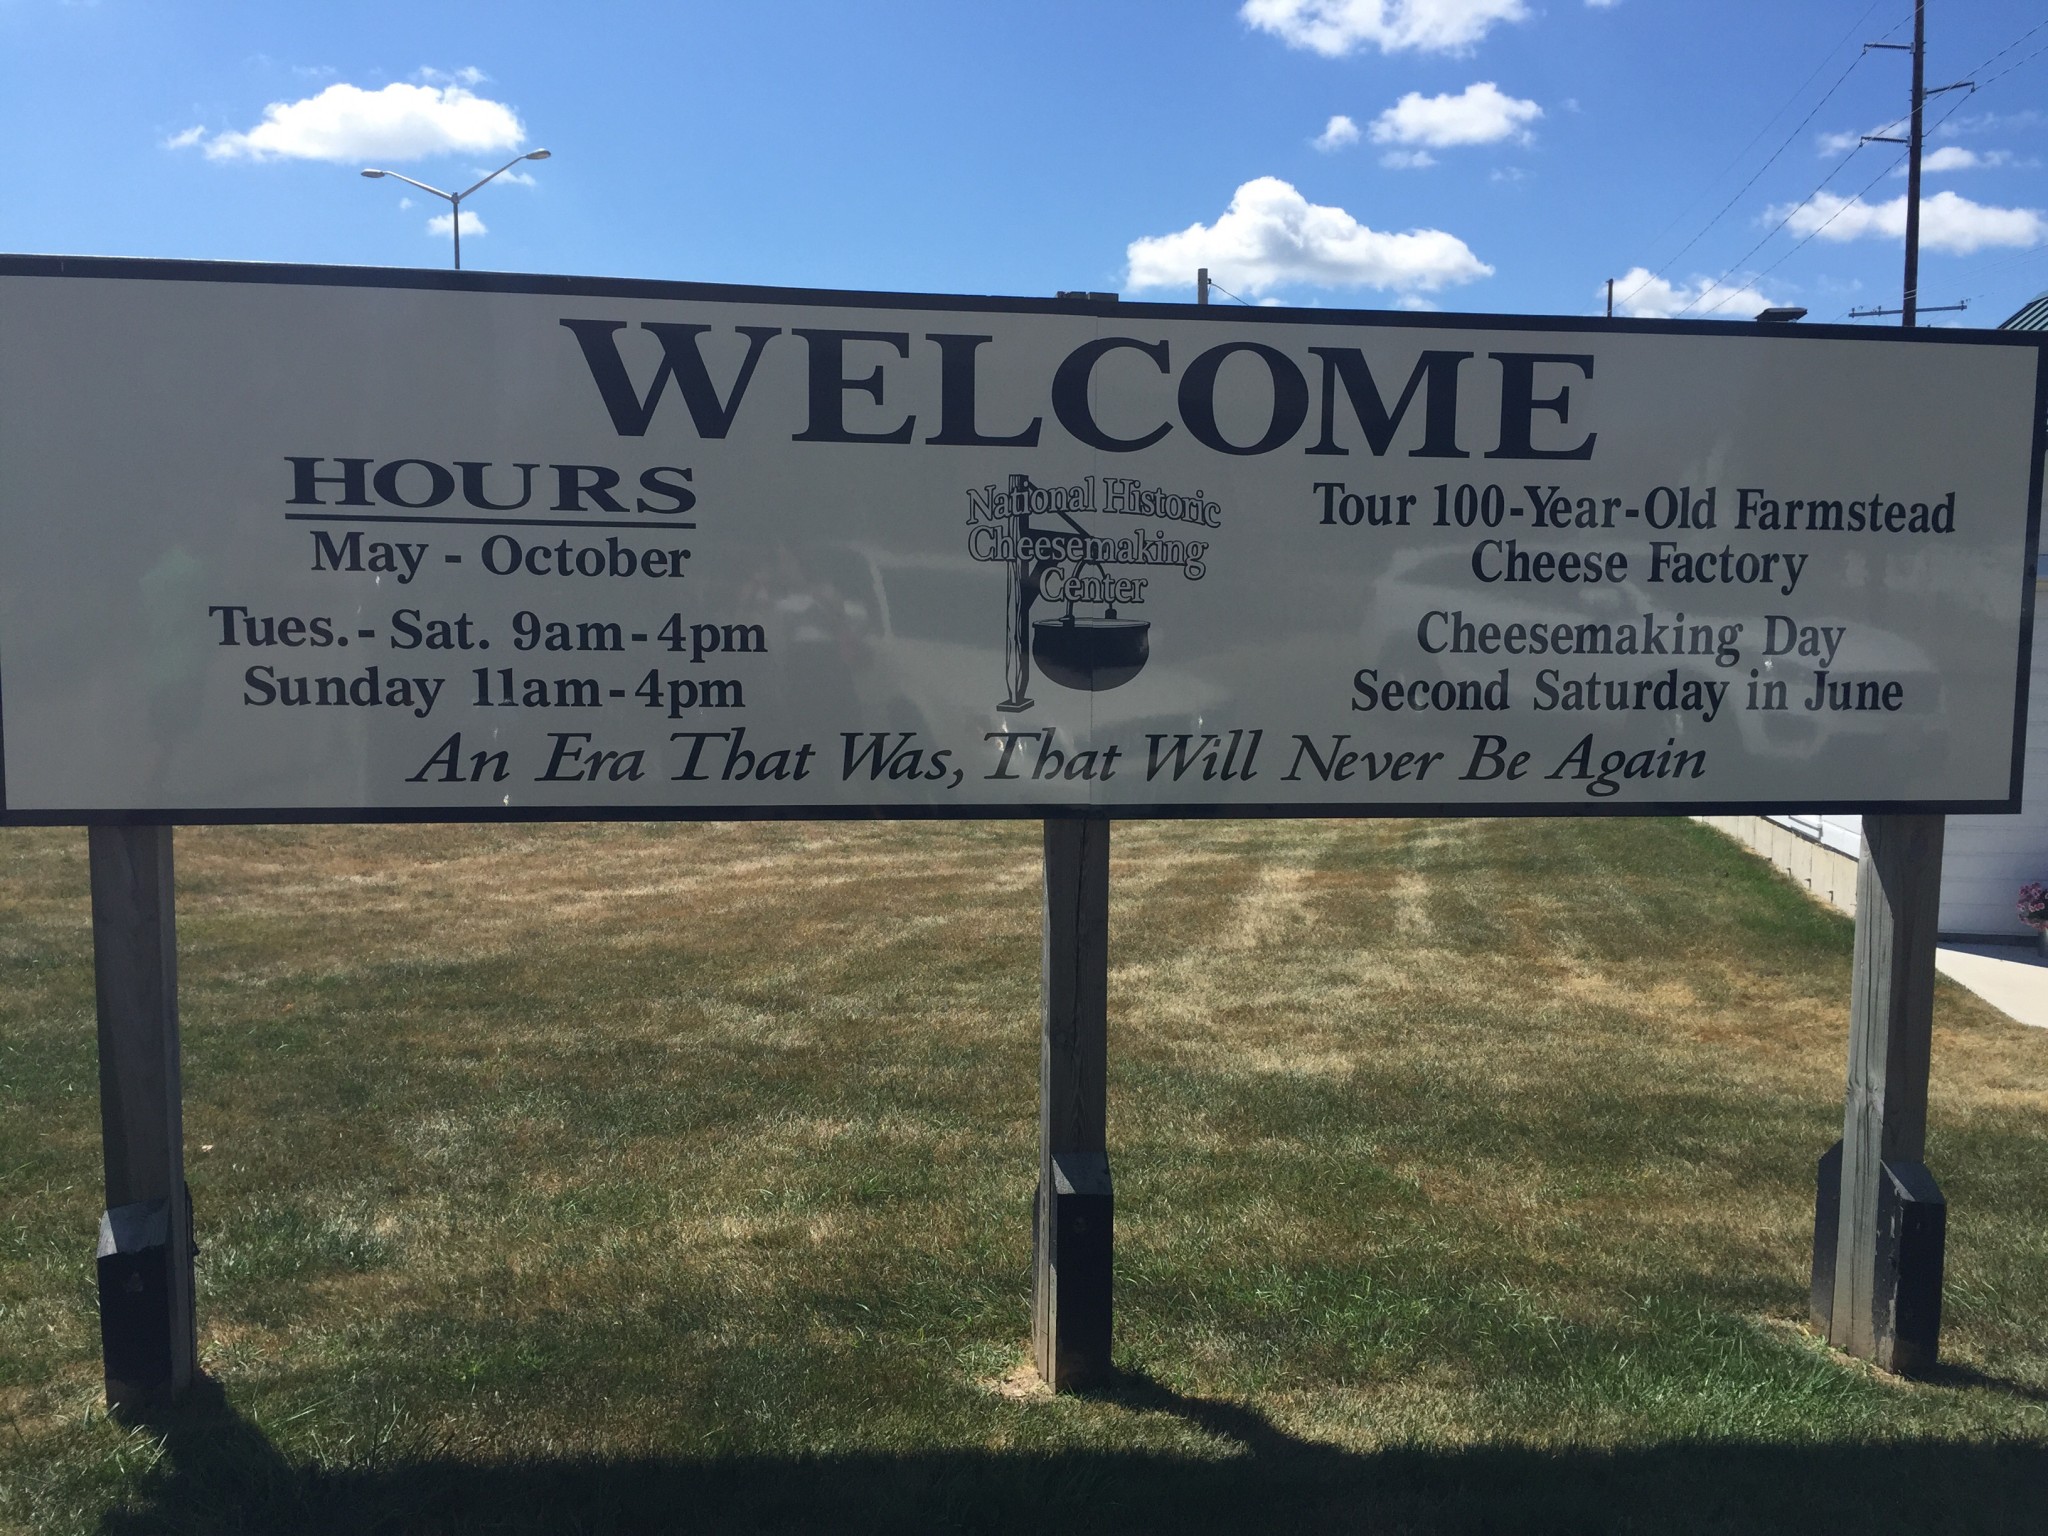 WELCOME
HOURS
May - October
Tues. - Sat. 9am - 4pm
Sunday 11am - 4pm
National Historic
Cheesemaking
Center
Tour 100-Year-Old Farmstead
Cheese Factory
Cheesemaking Day
Second Saturday in June
An Era That Was, That Will Never Be Again